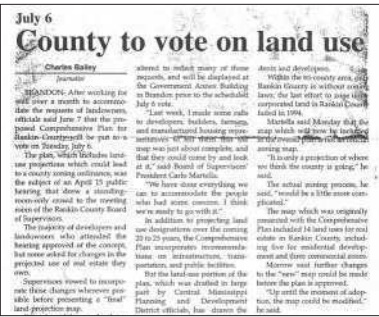 July 6
County to vote on land use
Charles Bailey
Journalist
BRANDON: After working for
well over a month to accommo-
date the requests of landowners,
officials said June 7 that the pro-
posed Comprehensive Plan for
Rankin County will be put to a
vote on Tuesday, July 6.
The plan, which includes land-
use projections which could lead
to a county zoning ordinance, was
the subject of an April 15 public
hearing that drew a standing-
room-only crowd to the meeting
room of the Rankin County Board
of Supervisors.
The majority of developers and
landowners who attended the
hearing approved of the concept,
but some asked for changes in the
projected use of real estate they
own.
Supervisors vowed to incorpo-
rate those changes wherever pos-
sible before presenting a "final"
land-projection map.
altered to reflect many of those
requests, and will be displayed at
the Government Annex Building
in Brandon prior to the scheduled
July 6 vote.
"Last week, I made some calls
to developers, builders, farmers,
and manufactured housing repre-
sentatives to let them the
map was just about complete, and
that they could come by and look
at it," said Board of Supervisors'
President Carlo Martella.
"We have done everything we
can to accommodate the people
who had some concerns. I think
we're ready to go with it."
In addition to projecting land
use designations over the coming
20 to 25 years, the Comprehensive
Plan incorporates recommenda-
tions on infrastructure, trans-
portation, and public facilities.
But the land-use portion of the
plan, which was drafted in large
part by Central Mississippi
Planning and Development
District officials, has drawn the
dents and developers.
Within the tri-county area, only
Rankin County is without zoning
laws; the last effort to zone
corporated land in Rankin County
failed in 1994.
Martella said Monday that the
map which will now be included
in the overall plan is not an official
zoning map.
"It is only a projection of where
we think the county is going," he
said.
The actual zoning process, he
said, "would be a little more com-
plicated."
The map which was originally
presented with the Comprehensive
Plan included 14 land uses for real
estate in Rankin County, includ-
ing five for residential develop-
ment and three commercial zones.
Morrow said further changes
to the "new" map could be made
before the plan is approved.
"Up until the moment of adop-
tion, the map could be modified,"
he said.